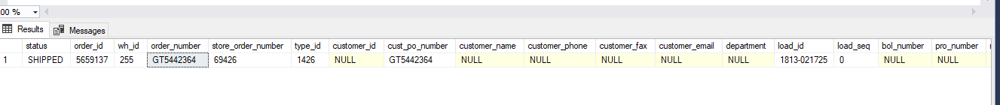 00 %
Results Messages
status order_id wh_id order_number store_order_number type_id customer_id cust_po_number customer_name customer_phone customer_fax customer_email department load_id load_seq bol_number pro_number
1 SHIPPED 5659137 255 GT5442364 69426 1426 NULL GT5442364 NULL NULL NULL NULL NULL 1813-021725 0 NULL NULL